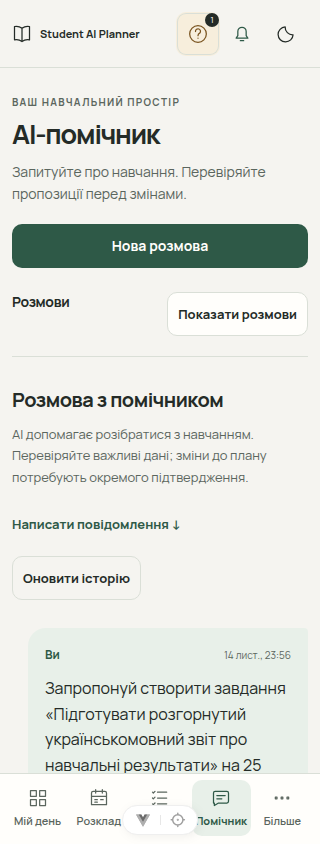 Student AI Planner
1
ВАШ НАВЧАЛЬНИЙ ПРОСТІР
AI-помічник
Запитуйте про навчання. Перевіряйте
пропозиції перед змінами.
Нова розмова
Розмови
Показати розмови
Розмова з помічником
AI допомагає розібратися з навчанням.
Перевіряйте важливі дані; зміни до плану
потребують окремого підтвердження.
Написати повідомлення ↓
Оновити історію
Ви
14 лист., 23:56
Запропонуй створити завдання
«Підготувати розгорнутий
українськомовний звіт про
навчальні результати» на 25
Мій день
Розклад
Помічник
Більше